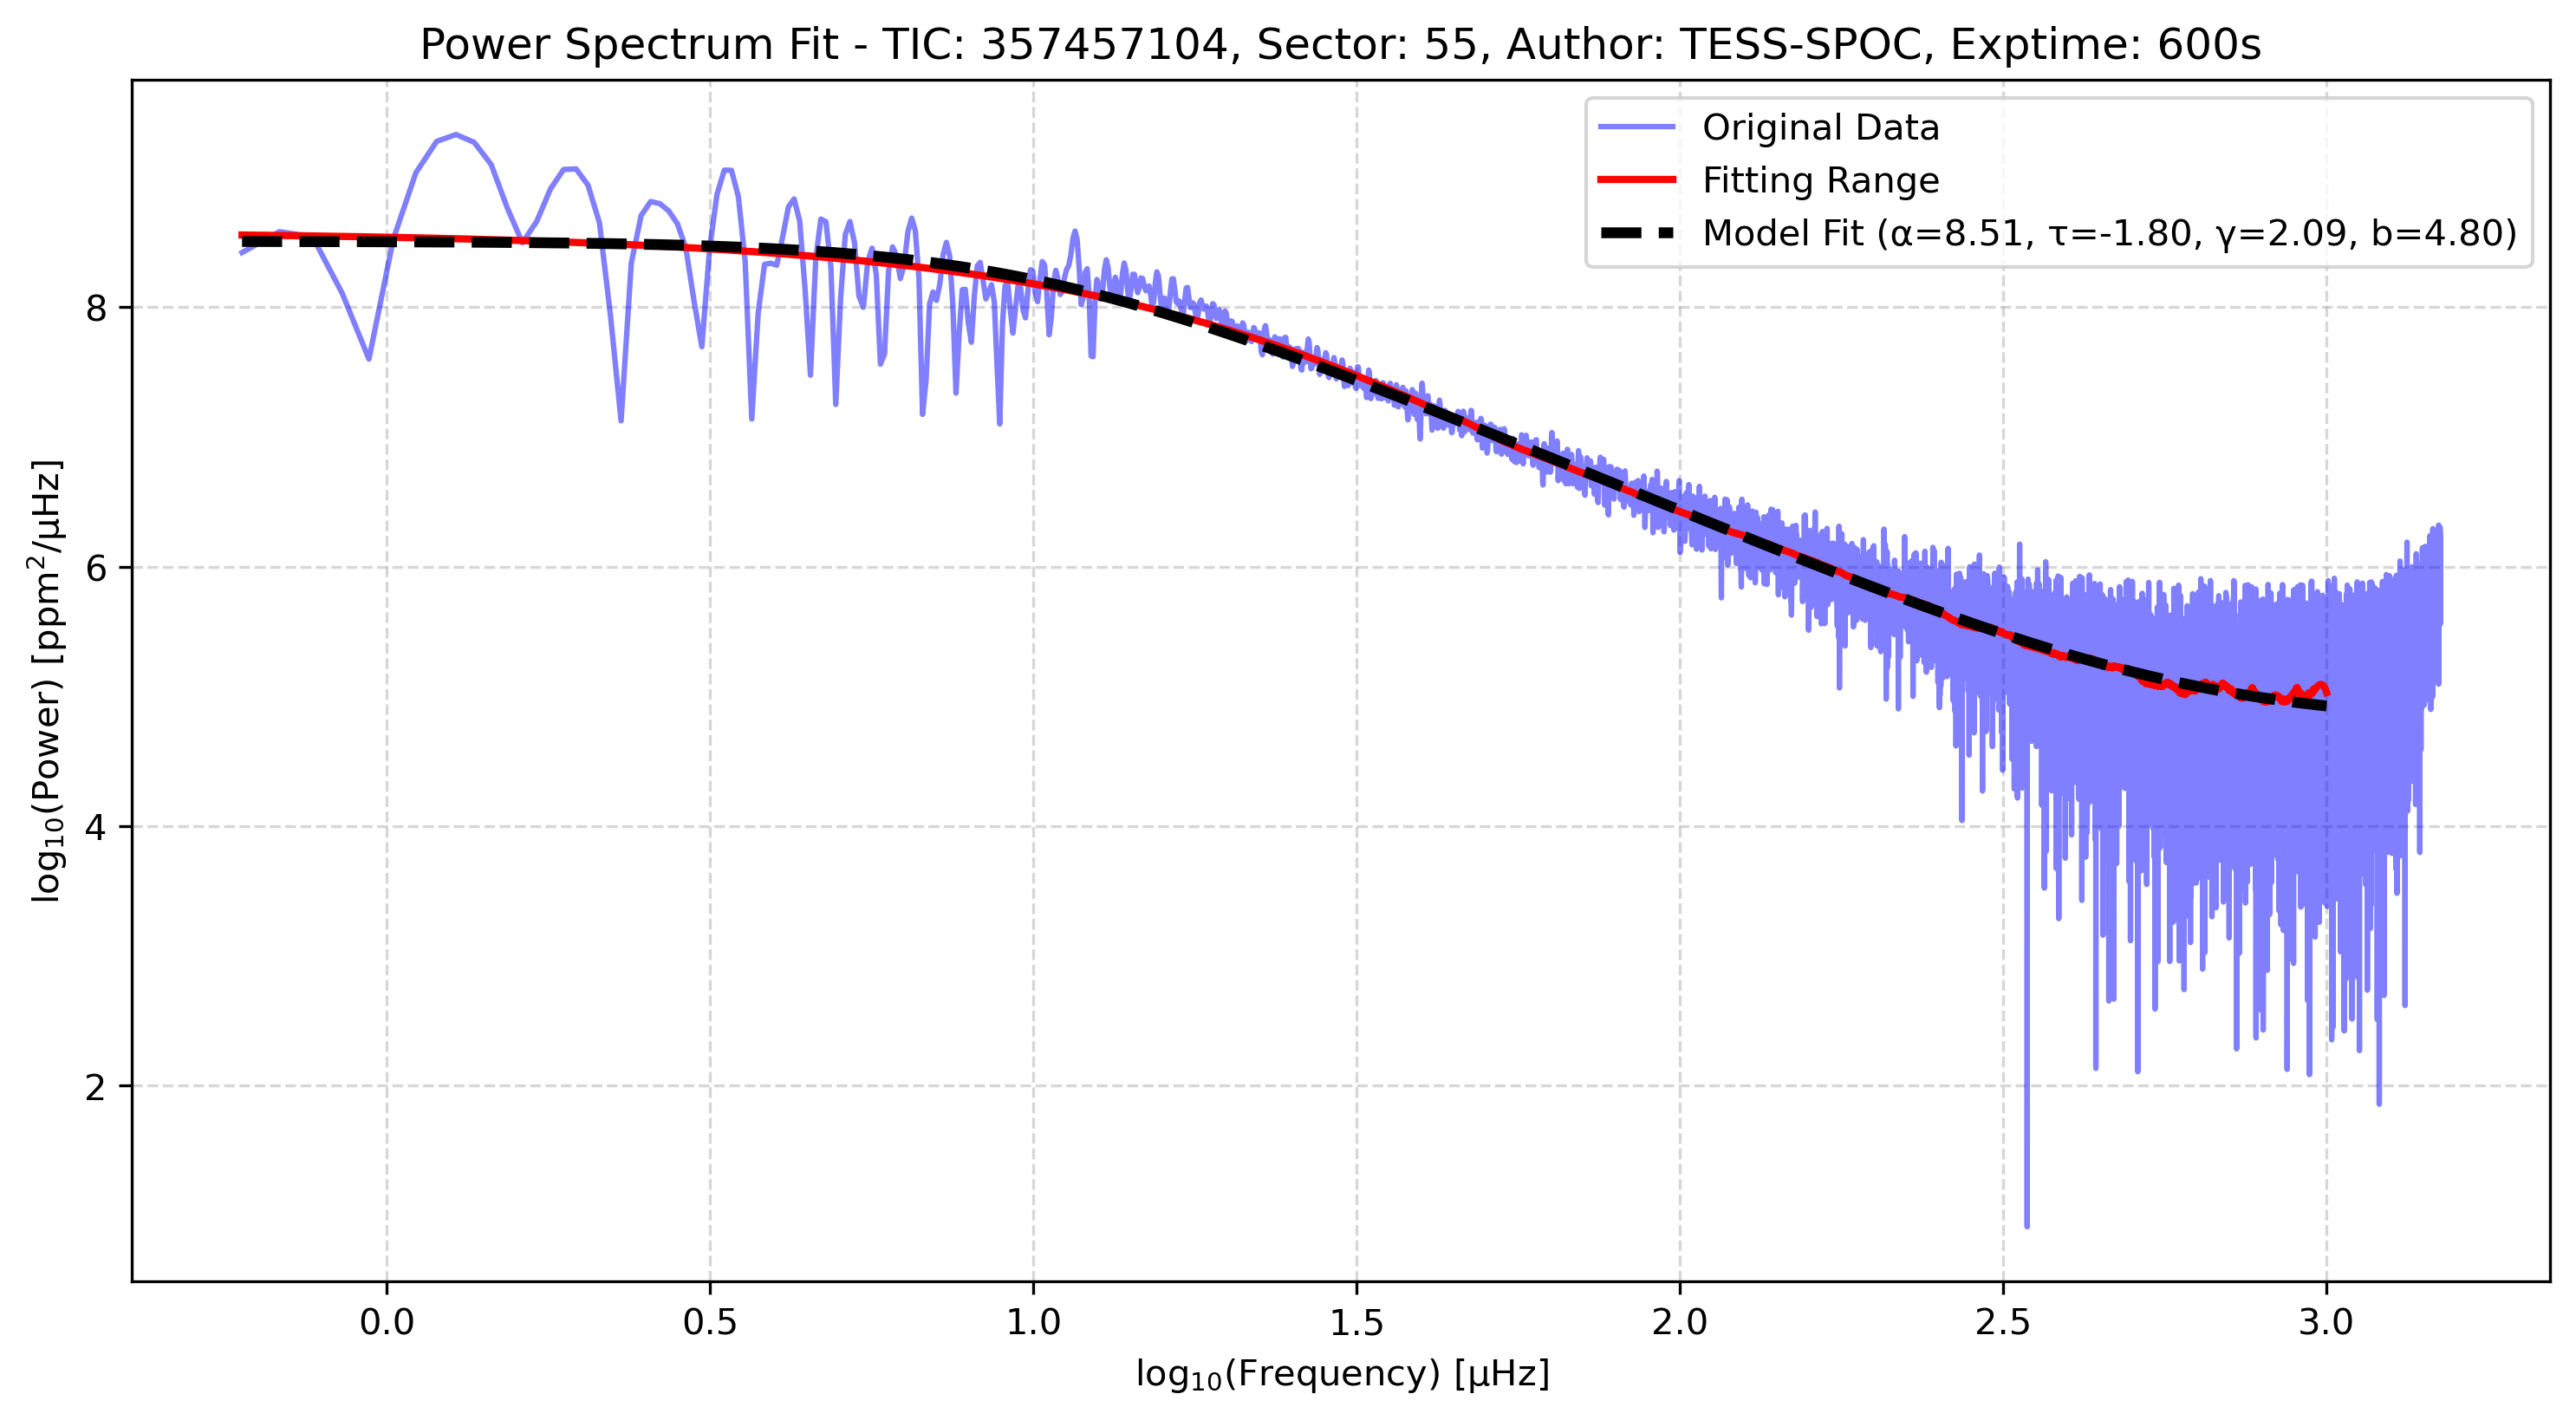 Power Spectrum Fit - TIC: 357457104, Sector: 55, Author: TESS-SPOC, Exptime: 600s
Original Data
Fitting Range
Model Fit (α=8.51, τ=-1.80, γ=2.09, b=4.80)
log₁₀(Power) [ppm²/μHz]
8
6
4
2
0.0 0.5 1.0 1.5 2.0 2.5 3.0
log₁₀(Frequency) [μHz]